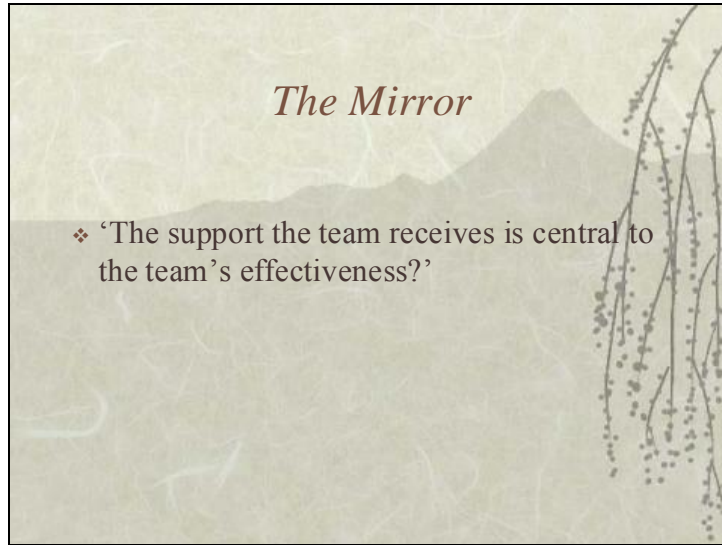 The Mirror
❖ ‘The support the team receives is central to
the team’s effectiveness?’